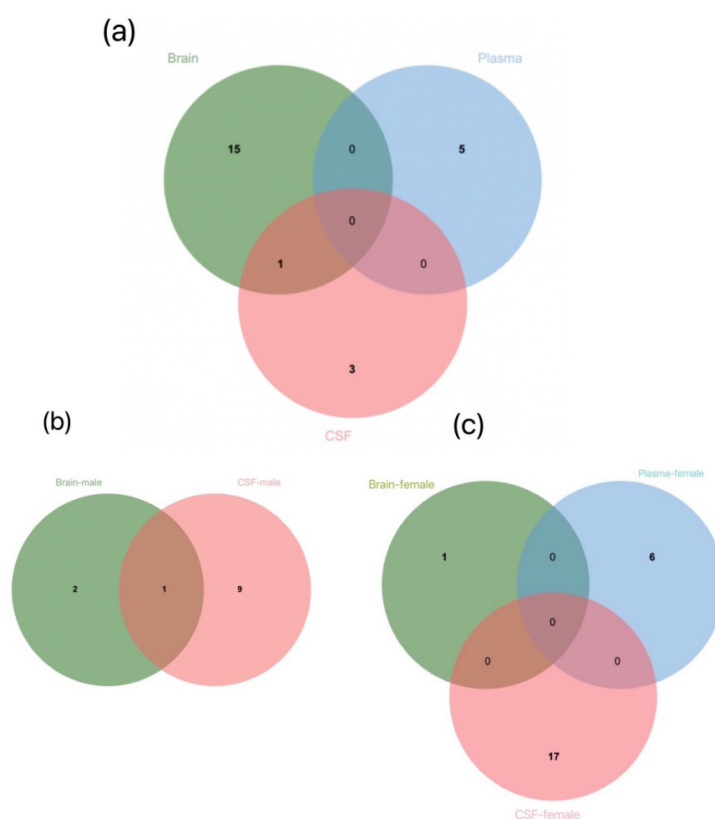 (a)
Brain
Plasma
15
0
5
0
1
0
3
CSF
(b)
Brain-male
CSF-male
2
1
9
(c)
Brain-female
Plasma-female
1
0
6
0
0
0
17
CSF-female